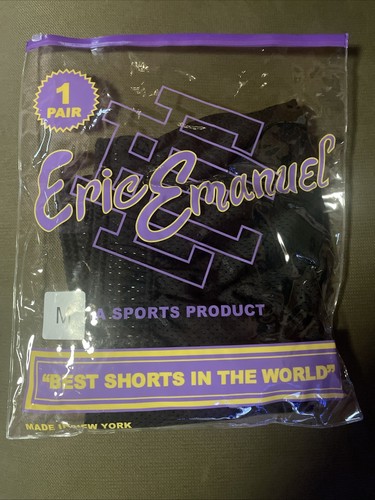 1
PAIR
Eric Emanuel
M
A SPORTS PRODUCT
"BEST SHORTS IN THE WORLD"
MADE IN NEW YORK